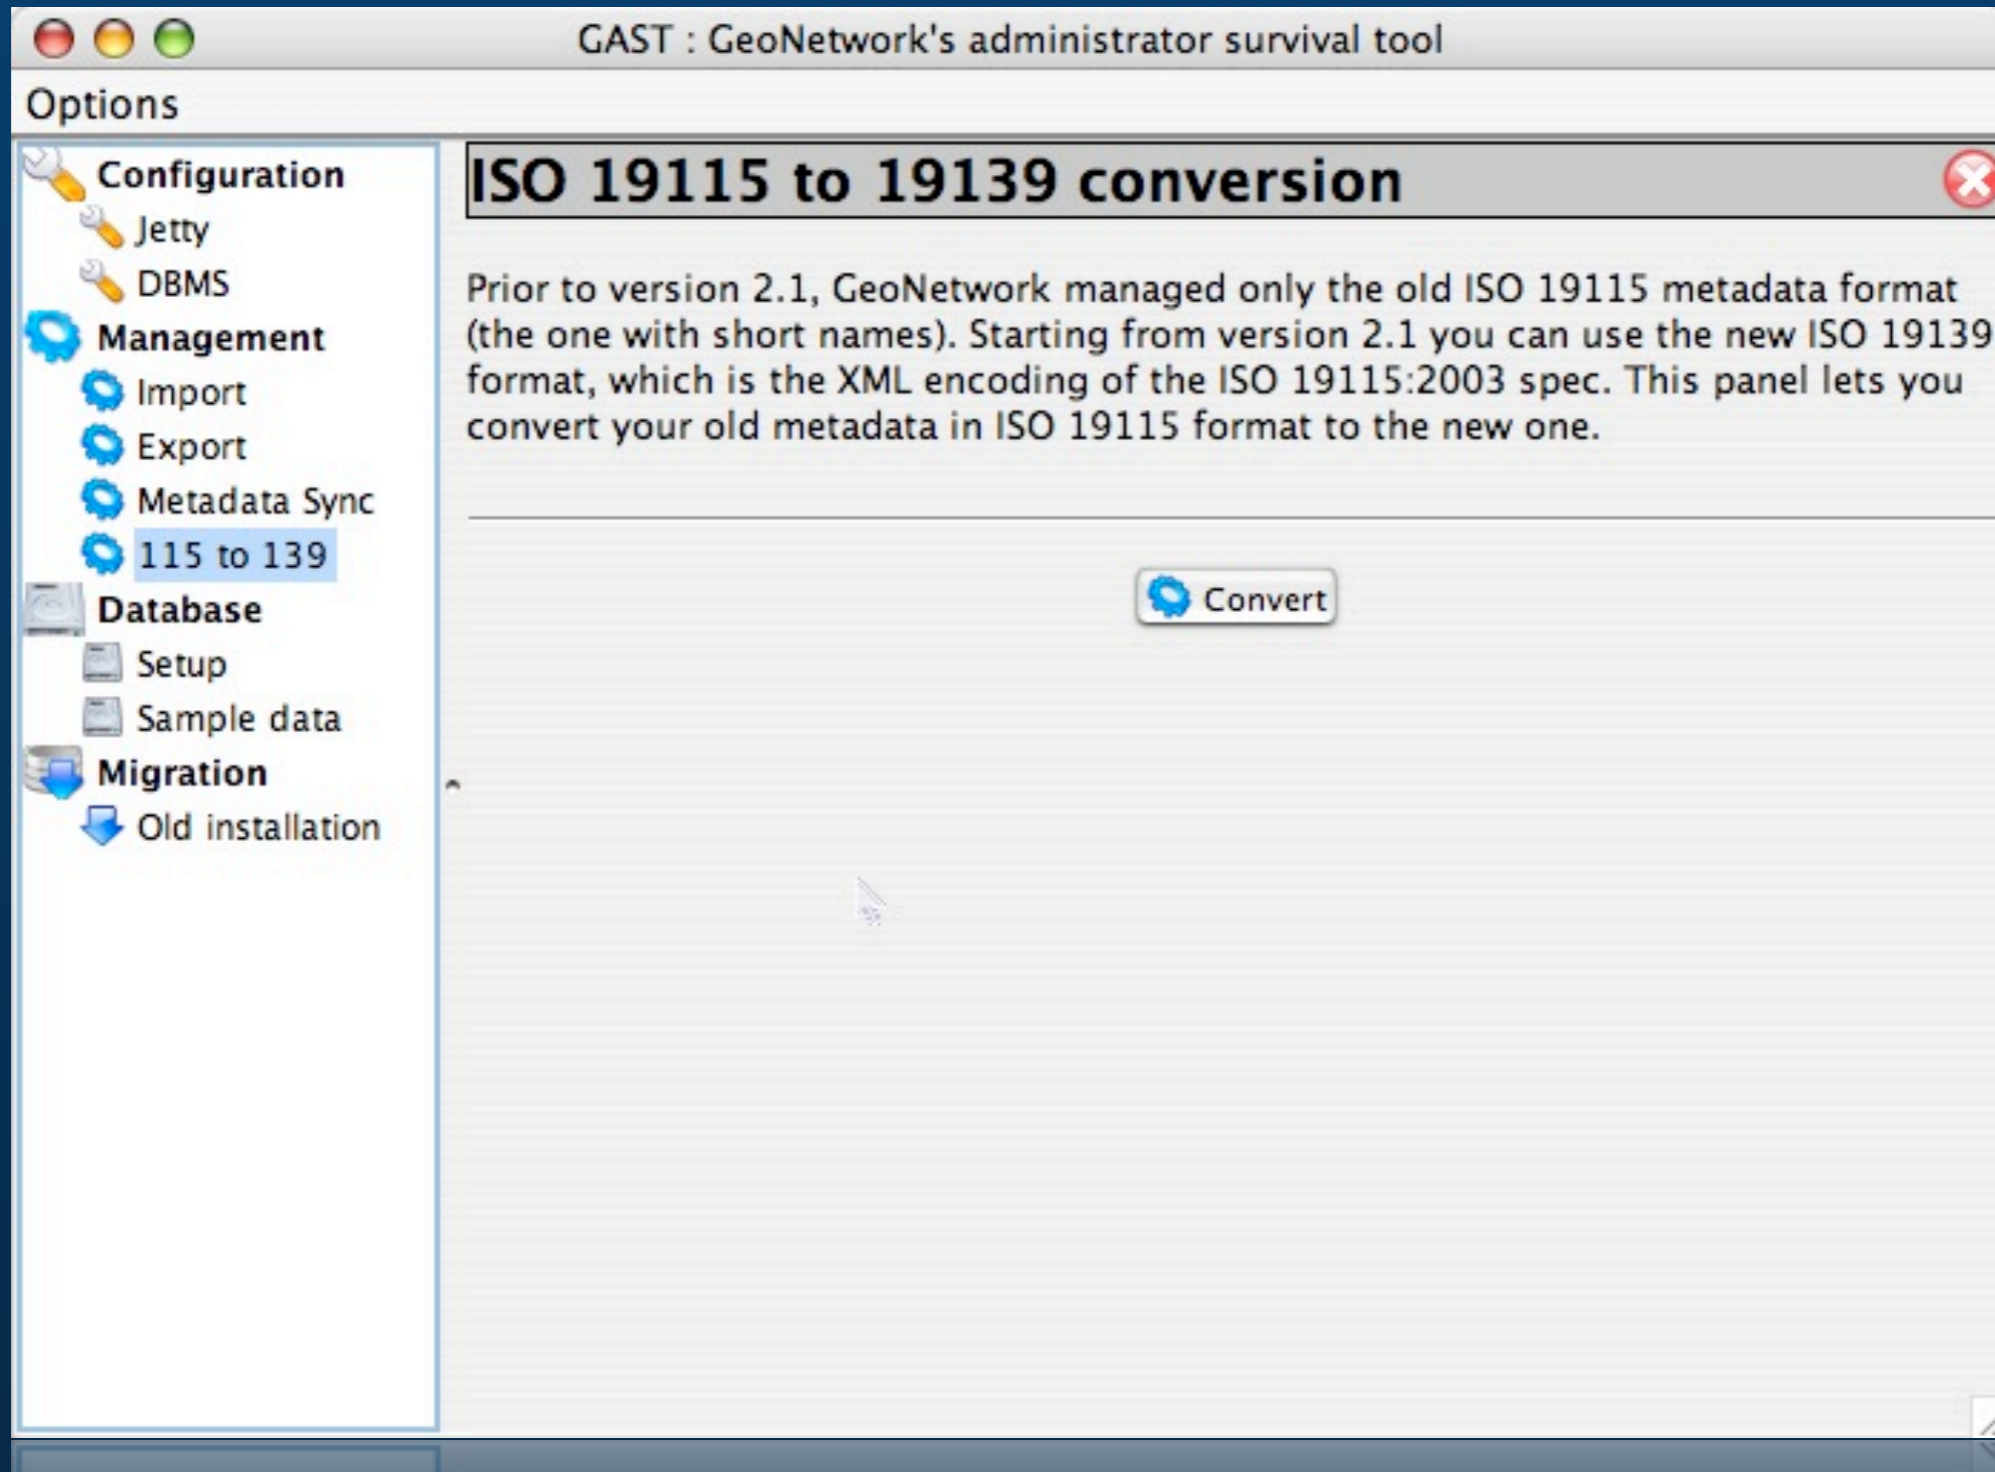 GAST : GeoNetwork's administrator survival tool
Options
Configuration
Jetty
DBMS
Management
Import
Export
Metadata Sync
115 to 139
Database
Setup
Sample data
Migration
Old installation
ISO 19115 to 19139 conversion
Prior to version 2.1, GeoNetwork managed only the old ISO 19115 metadata format
(the one with short names). Starting from version 2.1 you can use the new ISO 19139
format, which is the XML encoding of the ISO 19115:2003 spec. This panel lets you
convert your old metadata in ISO 19115 format to the new one.
Convert